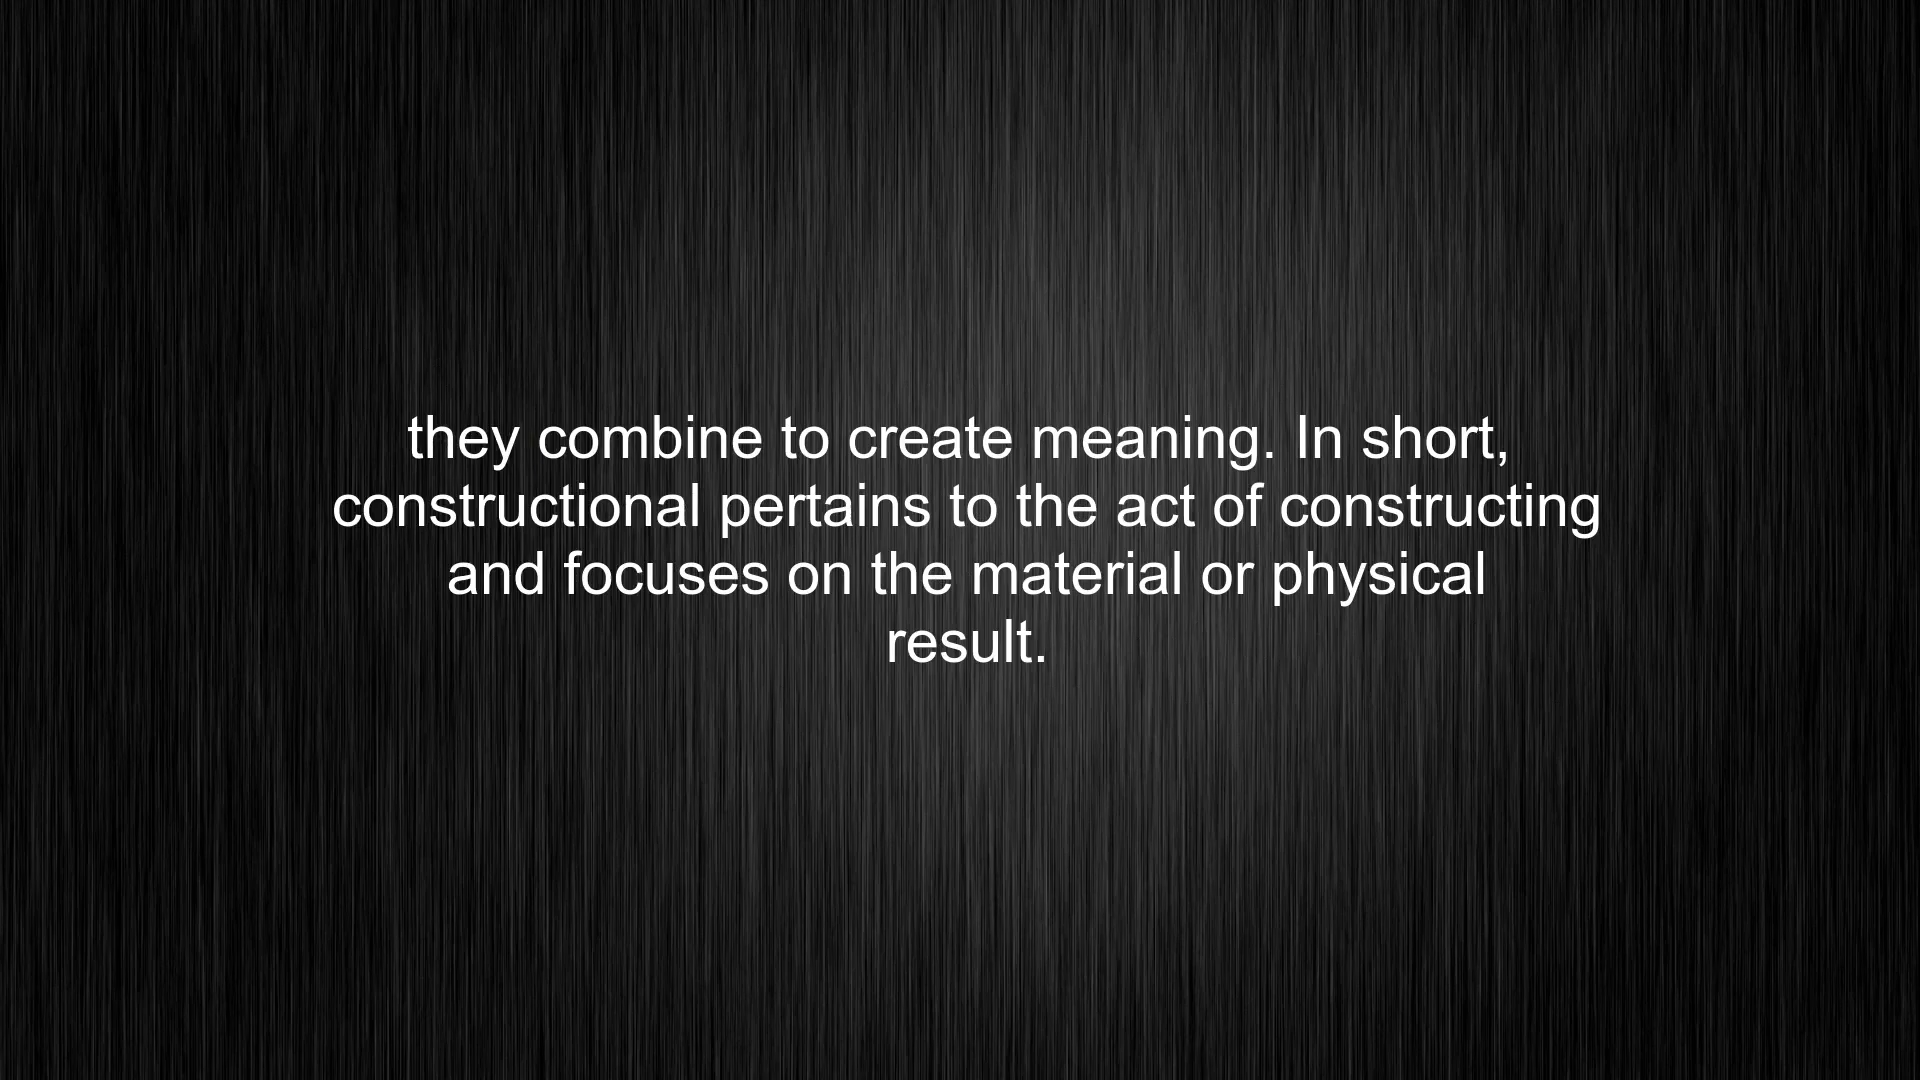 they combine to create meaning. In short,
constructional pertains to the act of constructing
and focuses on the material or physical
result.